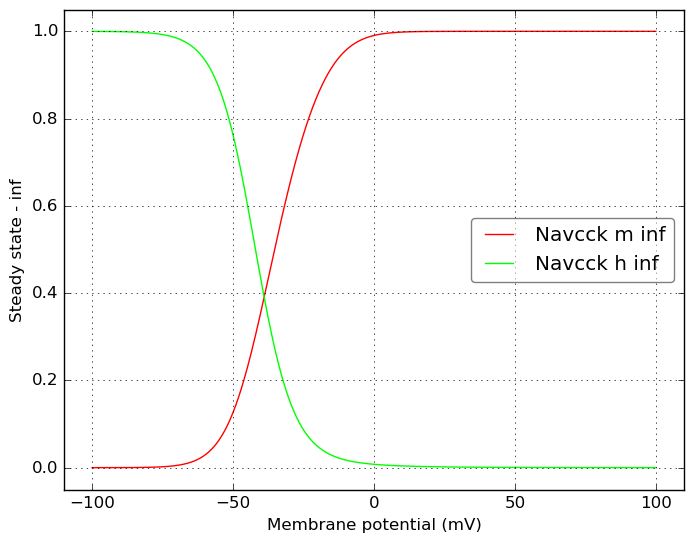 1.0
0.8
0.6
0.4
0.2
0.0
Steady state - inf
Navcck m inf
Navcck h inf
−100
−50
0
50
100
Membrane potential (mV)